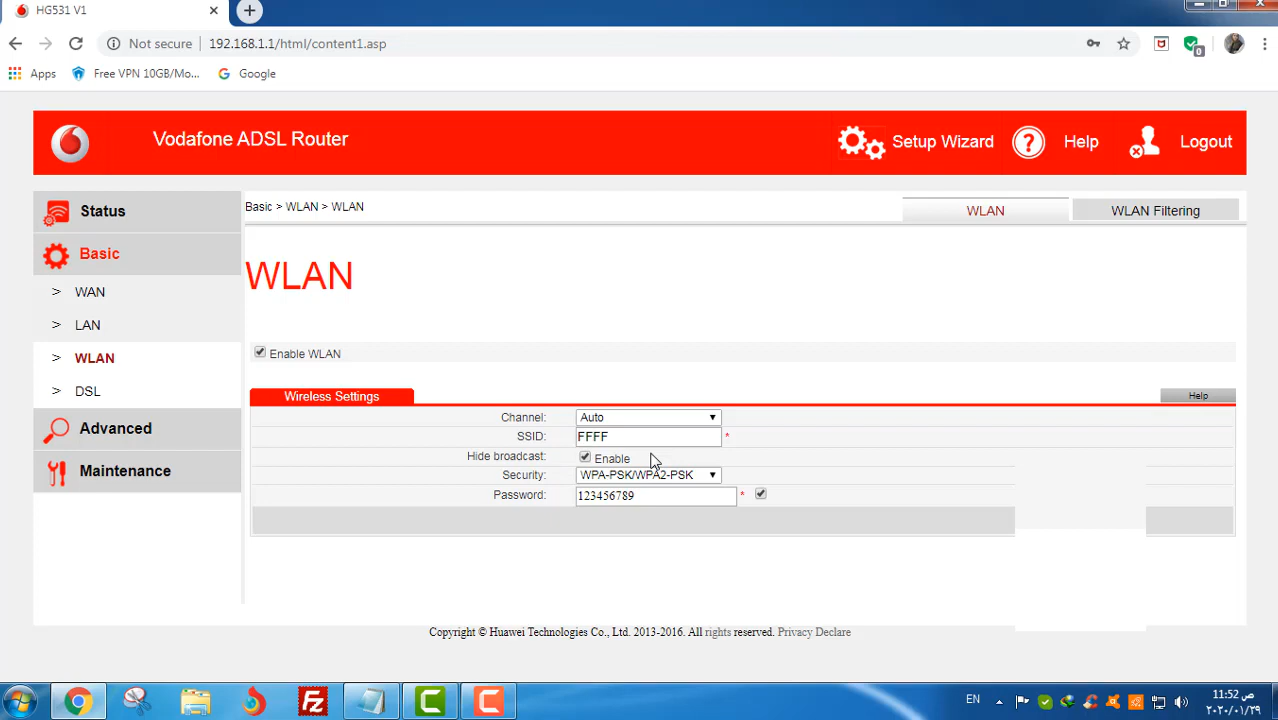 HG531 V1
Not secure 192.168.1.1/html/content1.asp
Apps Free VPN 10GB/Mo... Google
Vodafone ADSL Router
Setup Wizard Help Logout
Status
Basic
> WAN
> LAN
> WLAN
> DSL
Advanced
Maintenance
Basic > WLAN > WLAN
WLAN WLAN Filtering
WLAN
Enable WLAN
Wireless Settings Help
Channel: Auto
SSID: FFFF *
Hide broadcast: Enable
Security: WPA-PSK/WPA2-PSK
Password: 123456789 *
Copyright © Huawei Technologies Co., Ltd. 2013-2016. All rights reserved. Privacy Declare
EN
11:52 ص
٢٠٢٠/٠١/٢٩
0